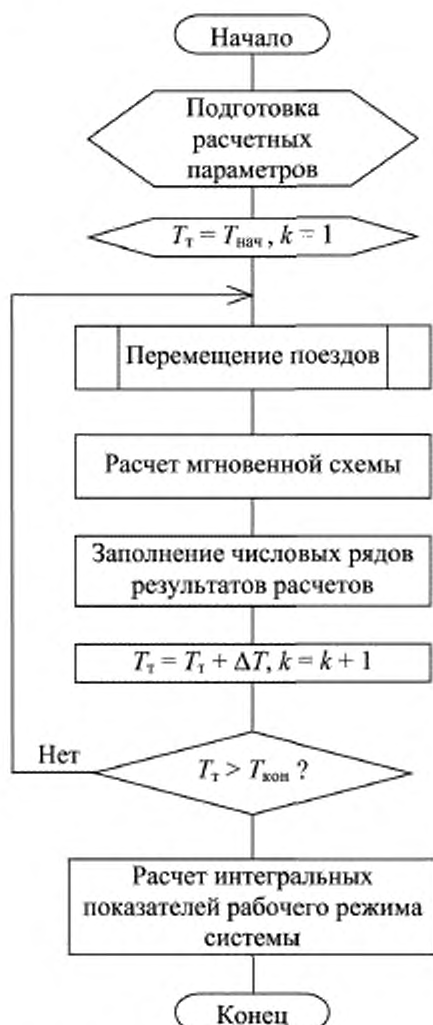 Начало
Подготовка
расчетных
параметров
Tт = Tнач , k = 1
Перемещение поездов
Расчет мгновенной схемы
Заполнение числовых рядов
результатов расчетов
Tт = Tт + ΔT, k = k + 1
Нет
Tт > Tкон ?
Расчет интегральных
показателей рабочего режима
системы
Конец